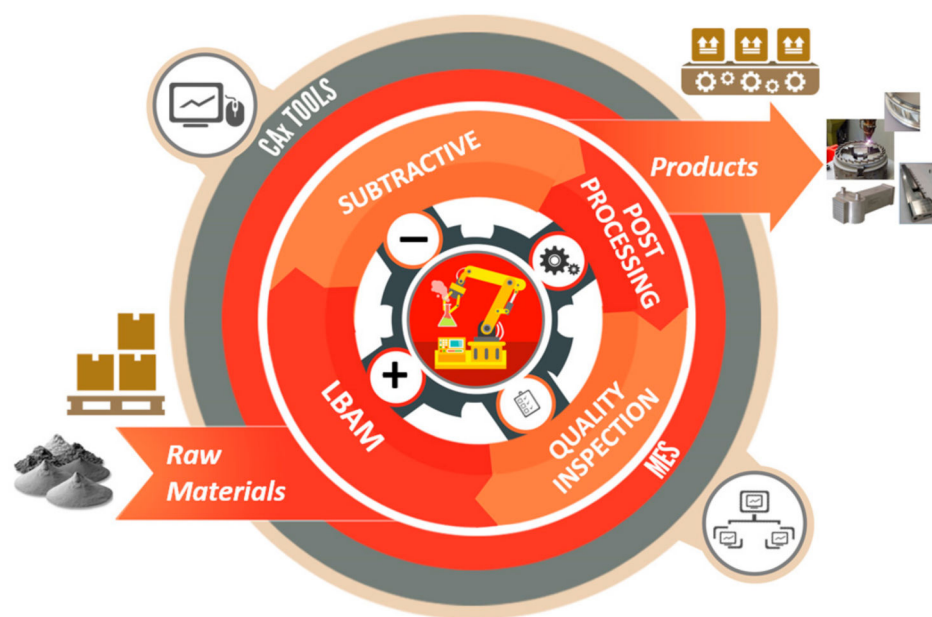 CAx TOOLS
SUBTRACTIVE
Products
POST
PROCESSING
LBAM
QUALITY
INSPECTION
MES
Raw
Materials